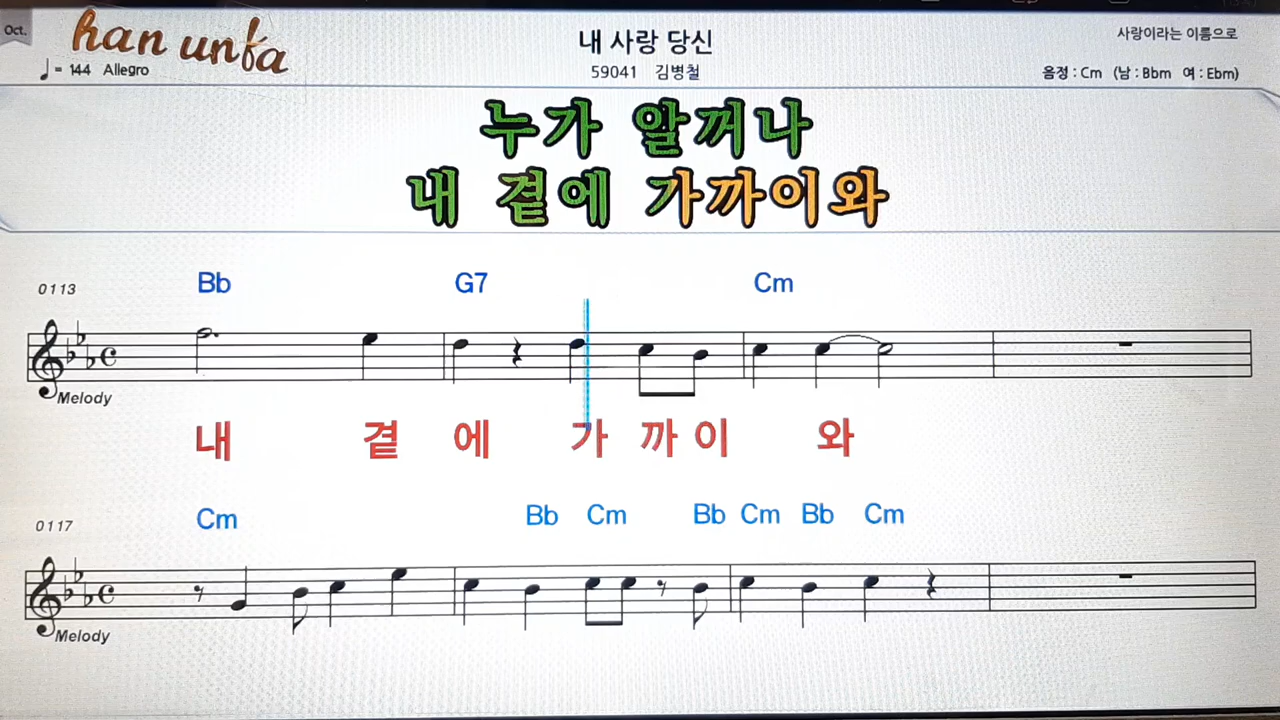 Oct.
han unfa
내 사랑 당신
사랑이라는 이름으로
♩ = 144 Allegro
59041 김병철
음정 : Cm (남 : Bbm 여 : Ebm)
누가 알꺼나
내 곁에 가까이와
0113
Bb G7 Cm
Melody
내 곁 에 가 까 이 와
0117
Cm Bb Cm Bb Cm Bb Cm
Melody